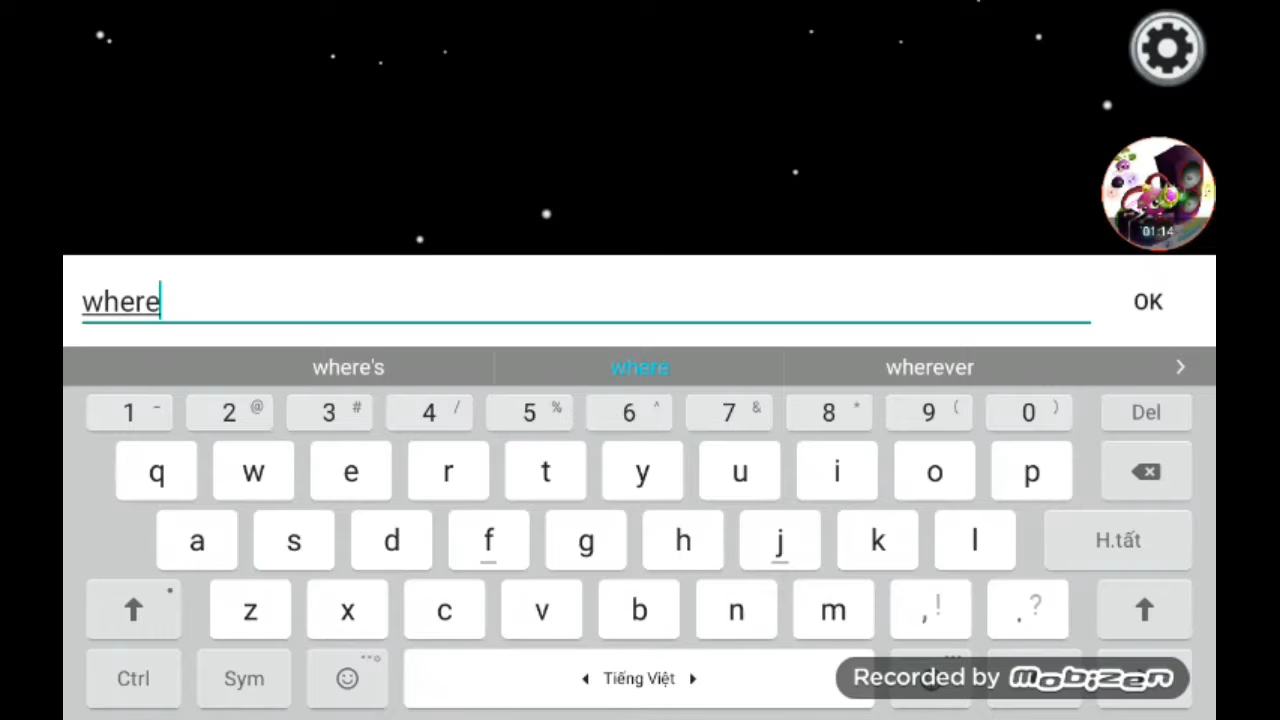 01:14
where
OK
where's where wherever
1 - 2 @ 3 # 4 / 5 % 6 ^ 7 & 8 * 9 ( 0 ) Del
q w e r t y u i o p
a s d f g h j k l H.tất
z x c v b n m , ! . ?
Ctrl Sym Tiếng Việt
Recorded by mobizen